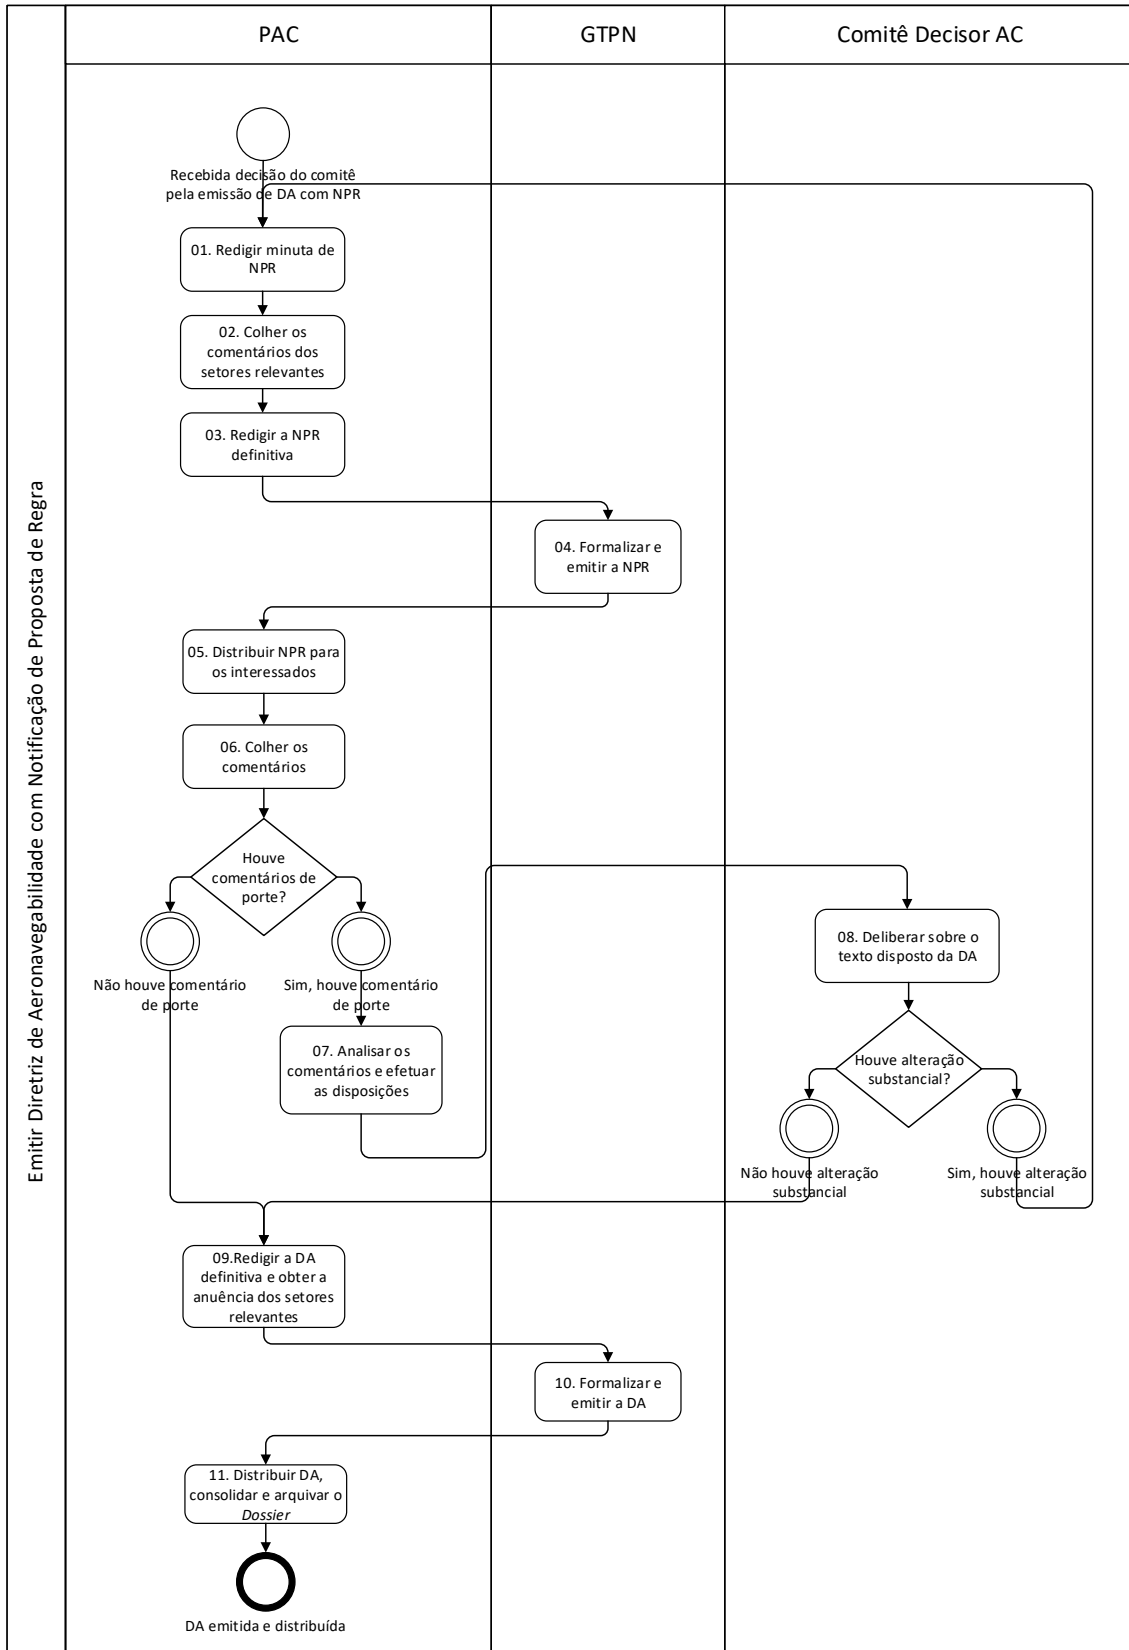 PAC
GTPN
Comitê Decisor AC
Emitir Diretriz de Aeronavegabilidade com Notificação de Proposta de Regra
Recebida decisão do comitê
pela emissão de DA com NPR
01. Redigir minuta de
NPR
02. Colher os
comentários dos
setores relevantes
03. Redigir a NPR
definitiva
04. Formalizar e
emitir a NPR
05. Distribuir NPR para
os interessados
06. Colher os
comentários
Houve
comentários de
porte?
Não houve comentário
de porte
Sim, houve comentário
de porte
07. Analisar os
comentários e efetuar
as disposições
08. Deliberar sobre o
texto disposto da DA
Houve alteração
substancial?
Não houve alteração
substancial
Sim, houve alteração
substancial
09.Redigir a DA
definitiva e obter a
anuência dos setores
relevantes
10. Formalizar e
emitir a DA
11. Distribuir DA,
consolidar e arquivar o
Dossier
DA emitida e distribuída